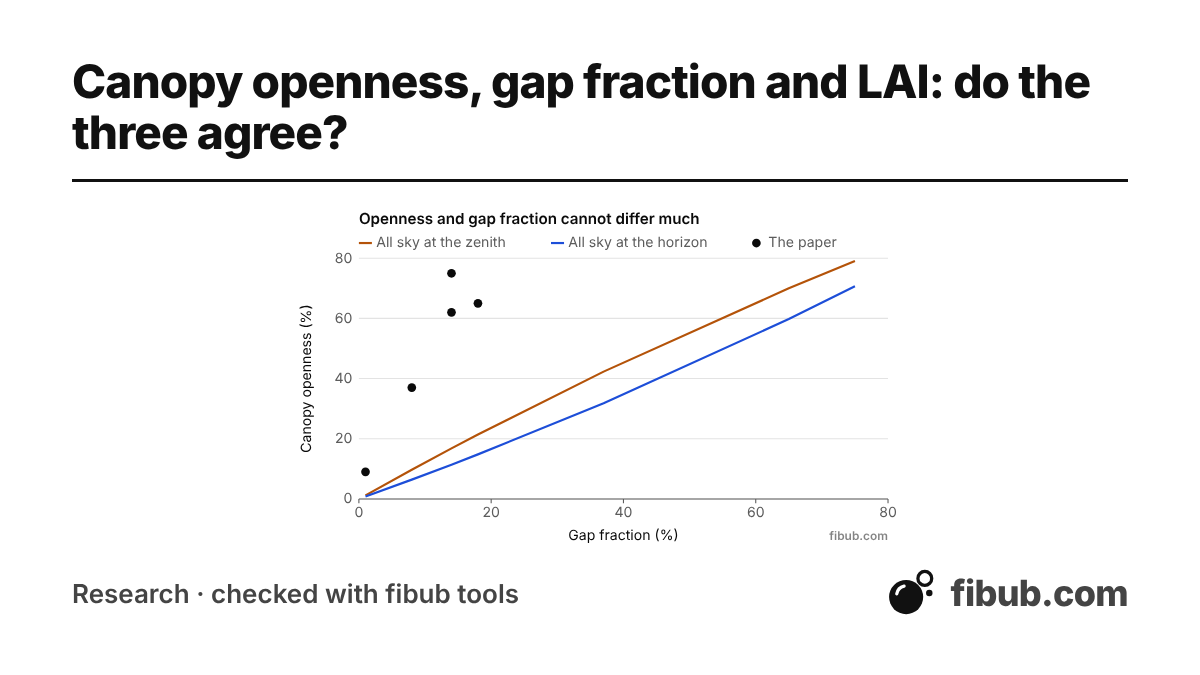 Canopy openness, gap fraction and LAI: do the
three agree?
Openness and gap fraction cannot differ much
All sky at the zenith
All sky at the horizon
The paper
80
60
40
20
0
Canopy openness (%)
0
20
40
60
80
Gap fraction (%)
fibub.com
Research · checked with fibub tools
fibub.com